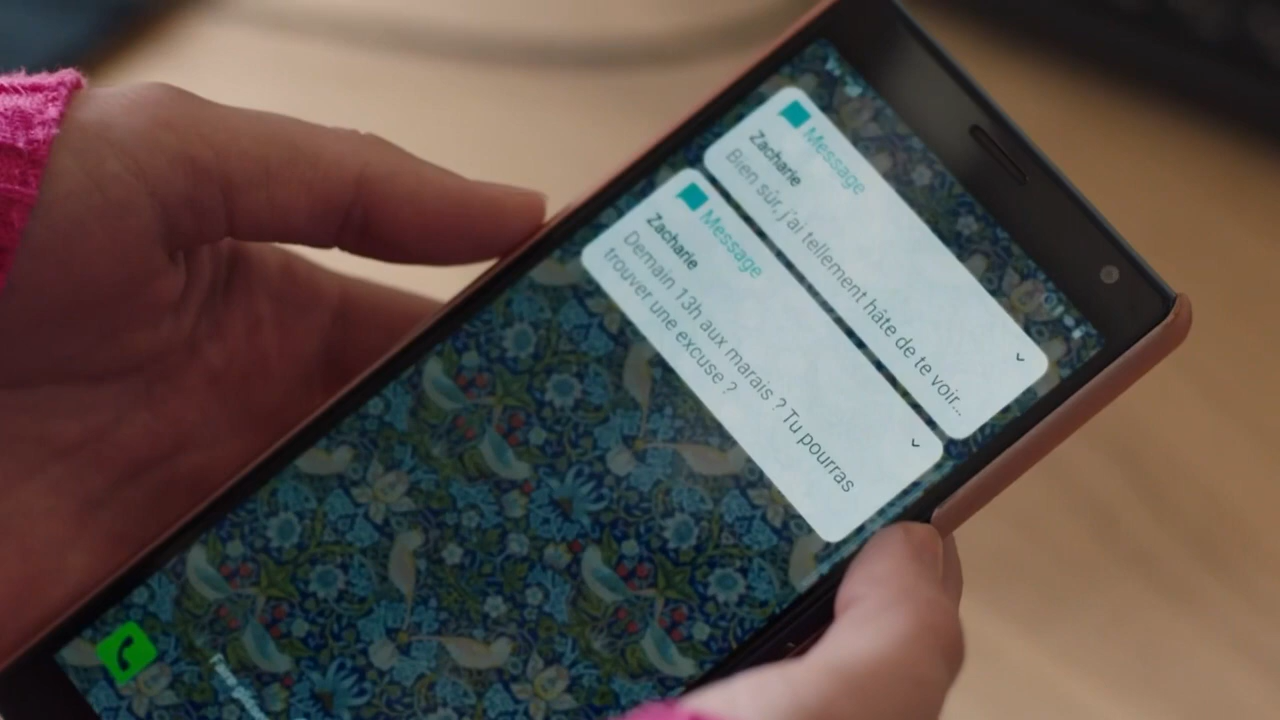 Message
Zacharie
Bien sûr, j'ai tellement hâte de te voir...
Message
Zacharie
Demain 13h aux marais ? Tu pourras
trouver une excuse ?